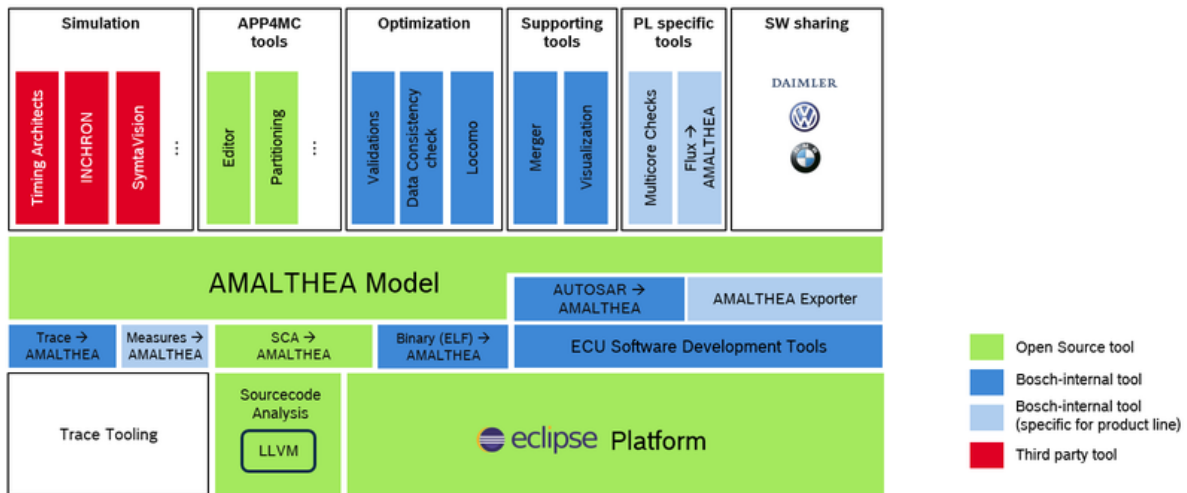 Simulation
APP4MC
tools
Optimization
Supporting
tools
PL specific
tools
SW sharing
Timing Architects
INCHRON
SymtaVision
...
Editor
Partitioning
...
Validations
Data Consistency
check
Locomo
Merger
Visualization
Multicore Checks
Flux →
AMALTHEA
DAIMLER
AMALTHEA Model
AUTOSAR →
AMALTHEA
AMALTHEA Exporter
Trace →
AMALTHEA
Measures →
AMALTHEA
SCA →
AMALTHEA
Binary (ELF) →
AMALTHEA
ECU Software Development Tools
Trace Tooling
Sourcecode
Analysis
LLVM
eclipse Platform
Open Source tool
Bosch-internal tool
Bosch-internal tool
(specific for product line)
Third party tool